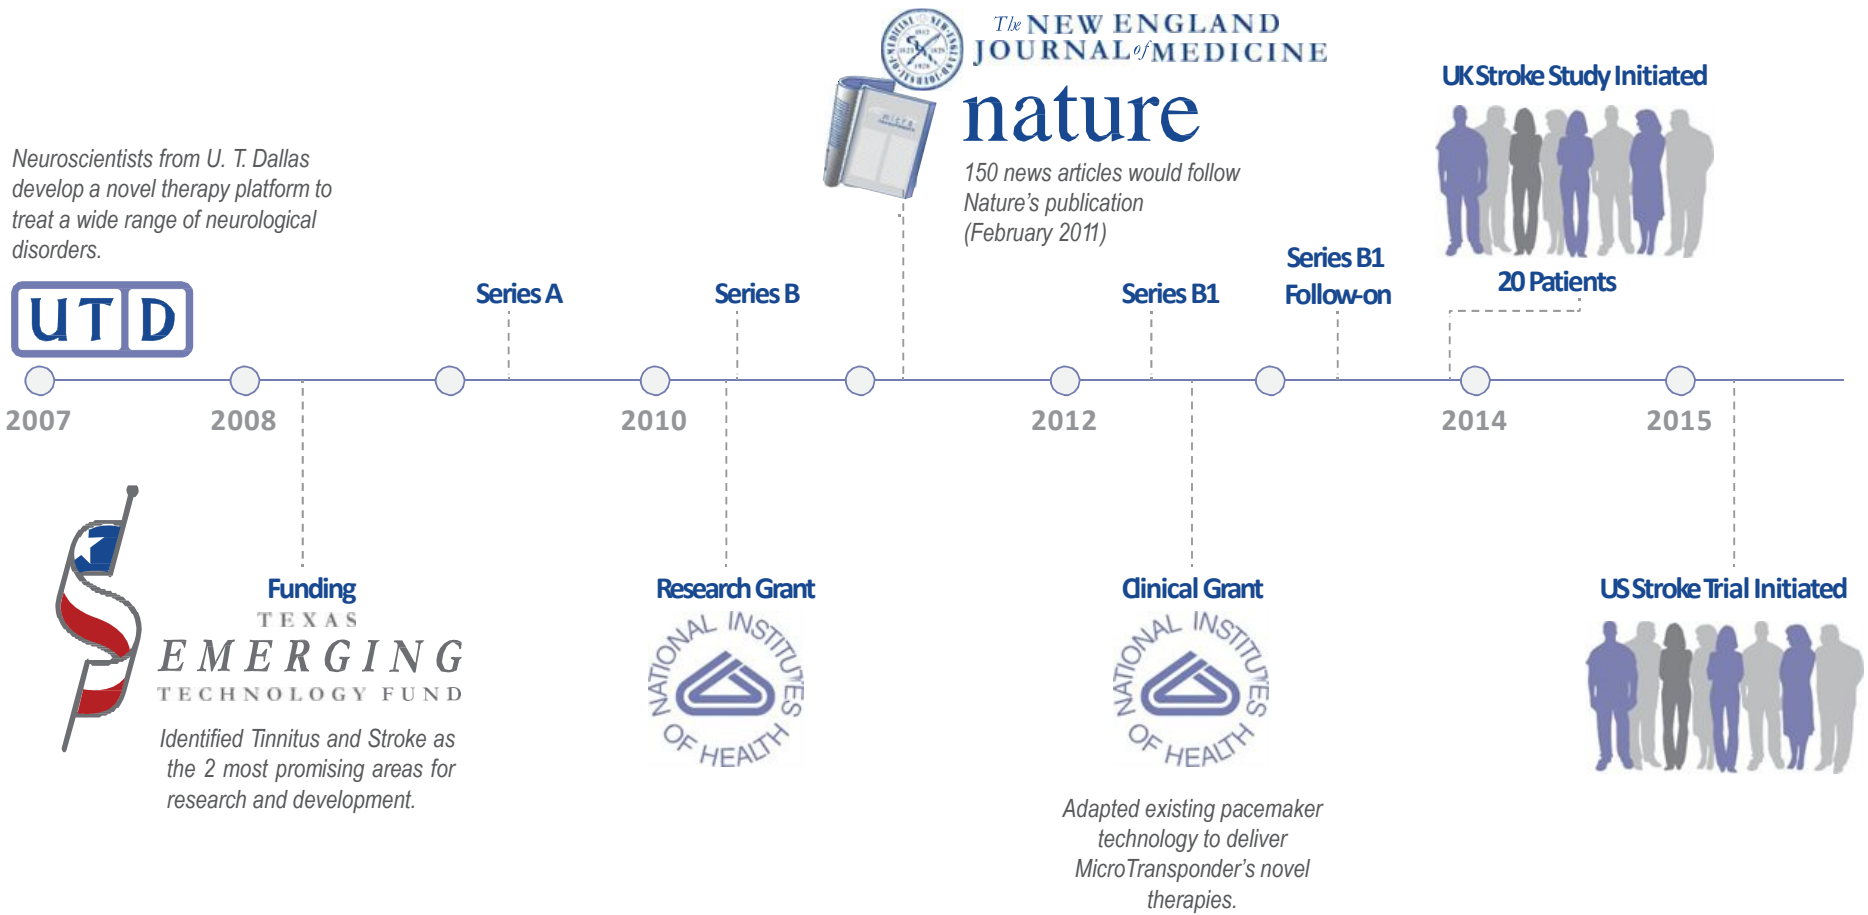 The NEW ENGLAND
JOURNAL of MEDICINE
nature
150 news articles would follow
Nature's publication
(February 2011)
UK Stroke Study Initiated
20 Patients
Neuroscientists from U. T. Dallas
develop a novel therapy platform to
treat a wide range of neurological
disorders.
UTD
Series A
Series B
Series B1
Series B1
Follow-on
2007
2008
2010
2012
2014
2015
Funding
TEXAS
EMERGING
TECHNOLOGY FUND
Identified Tinnitus and Stroke as
the 2 most promising areas for
research and development.
Research Grant
NATIONAL INSTITUTES
OF HEALTH
Clinical Grant
NATIONAL INSTITUTES
OF HEALTH
Adapted existing pacemaker
technology to deliver
MicroTransponder's novel
therapies.
US Stroke Trial Initiated